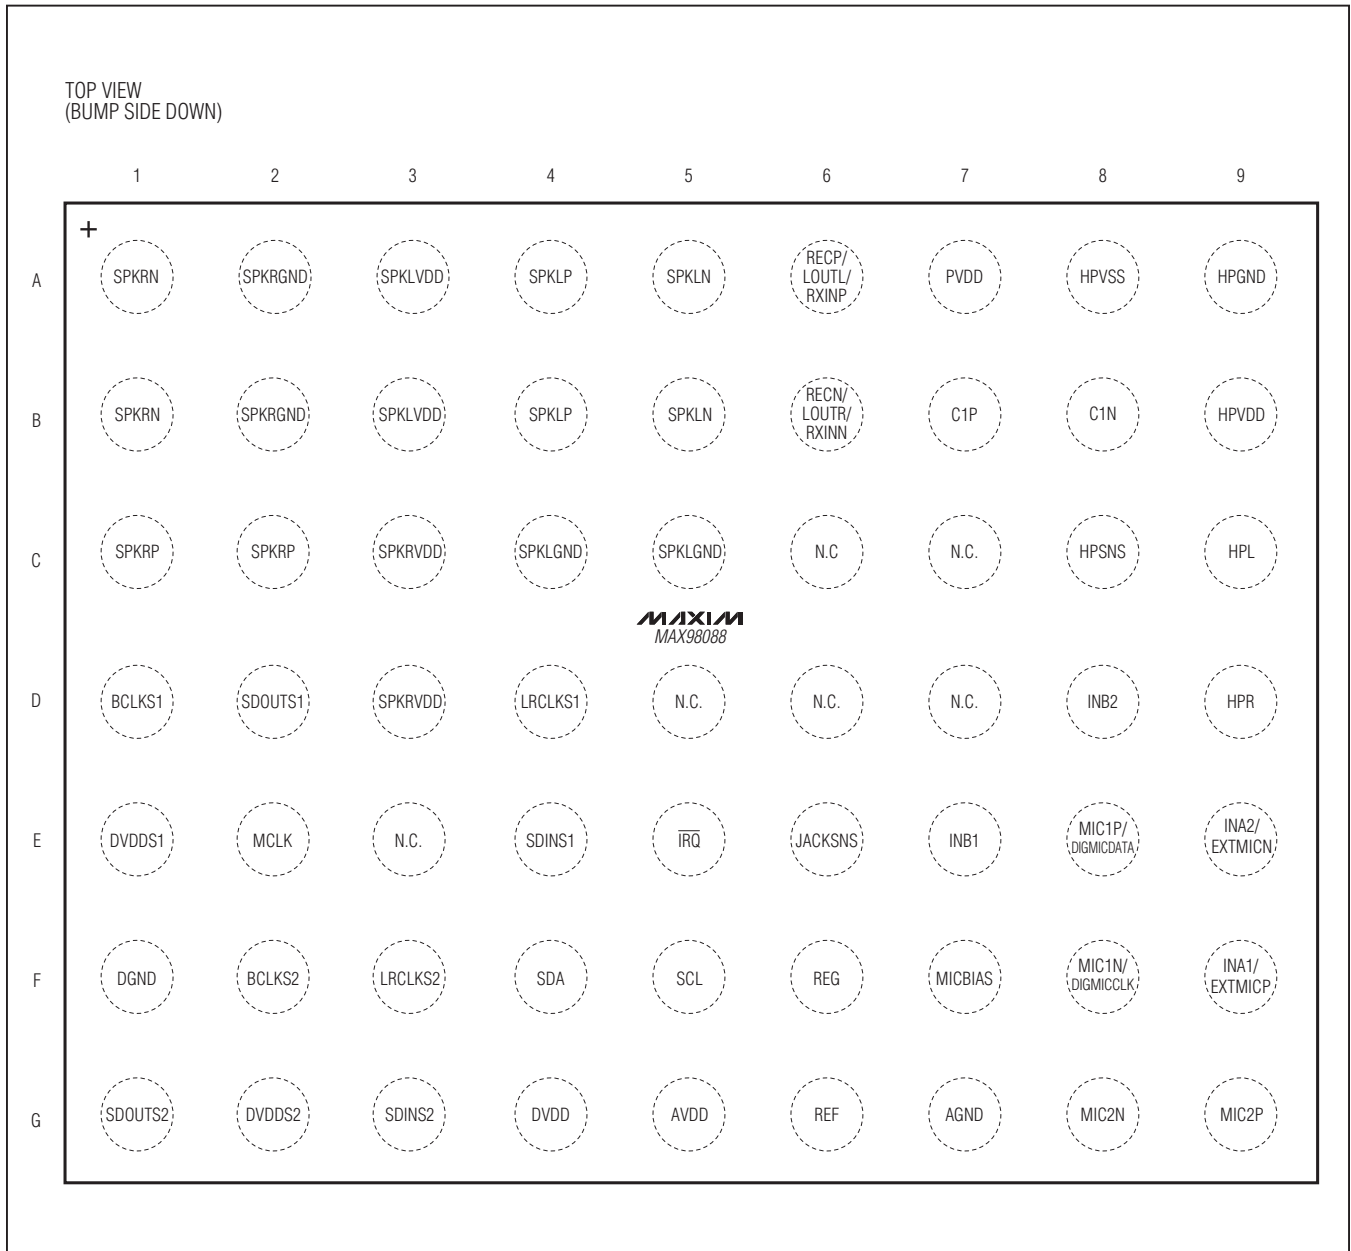 TOP VIEW
(BUMP SIDE DOWN)
1 2 3 4 5 6 7 8 9
+
A SPKRN SPKRGND SPKLVDD SPKLP SPKLN RECP/ PVDD HPVSS HPGND
LOUTL/
RXINP
B SPKRN SPKRGND SPKLVDD SPKLP SPKLN RECN/ C1P C1N HPVDD
LOUTR/
RXINN
C SPKRP SPKRP SPKRVDD SPKLGND SPKLGND N.C N.C. HPSNS HPL
MAXIM
MAX98088
D BCLKS1 SDOUTS1 SPKRVDD LRCLKS1 N.C. N.C. N.C. INB2 HPR
E DVDDS1 MCLK N.C. SDINS1 IRQ JACKSNS INB1 MIC1P/ INA2/
DIGMICDATA EXTMICN
F DGND BCLKS2 LRCLKS2 SDA SCL REG MICBIAS MIC1N/ INA1/
DIGMICCLK EXTMICP
G SDOUTS2 DVDDS2 SDINS2 DVDD AVDD REF AGND MIC2N MIC2P